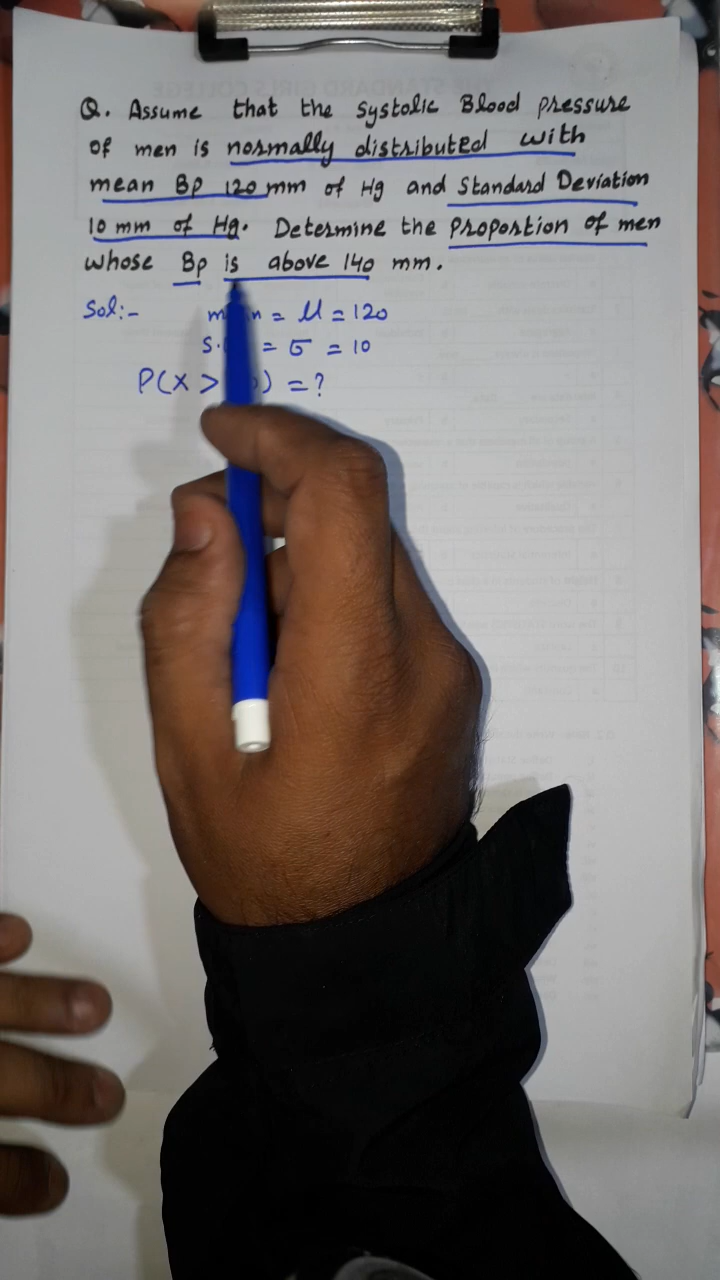 Q. Assume that the systolic Blood pressure
of men is normally distributed with
mean Bp 120 mm of Hg and Standard Deviation
10 mm of Hg. Determine the proportion of men
whose Bp is above 140 mm.
Sol:- = μ = 120
= σ = 10
P(X > ) = ?